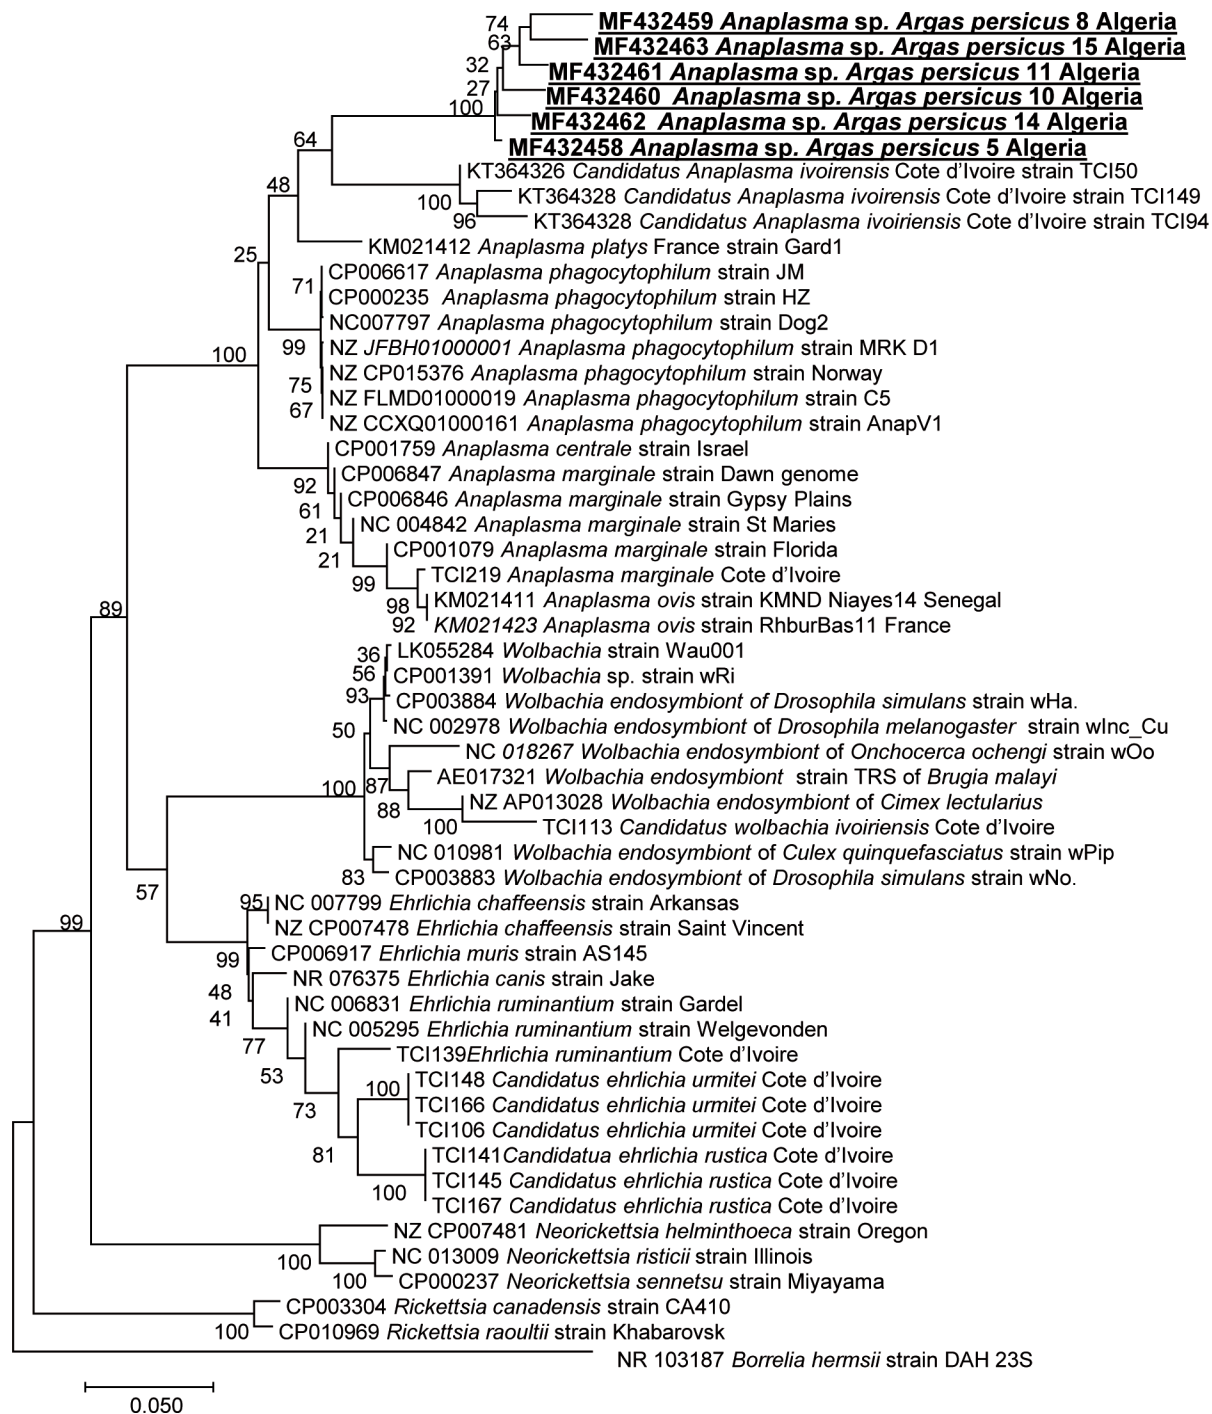 74
MF432459 Anaplasma sp. Argas persicus 8 Algeria
63
MF432463 Anaplasma sp. Argas persicus 15 Algeria
32
MF432461 Anaplasma sp. Argas persicus 11 Algeria
27
MF432460 Anaplasma sp. Argas persicus 10 Algeria
100
MF432462 Anaplasma sp. Argas persicus 14 Algeria
64
MF432458 Anaplasma sp. Argas persicus 5 Algeria
KT364326 Candidatus Anaplasma ivoirensis Cote d'Ivoire strain TCI50
48
KT364328 Candidatus Anaplasma ivoirensis Cote d'Ivoire strain TCI149
100
96
KT364328 Candidatus Anaplasma ivoiriensis Cote d'Ivoire strain TCI94
25
KM021412 Anaplasma platys France strain Gard1
CP006617 Anaplasma phagocytophilum strain JM
71
CP000235 Anaplasma phagocytophilum strain HZ
NC007797 Anaplasma phagocytophilum strain Dog2
100
99
NZ JFBH01000001 Anaplasma phagocytophilum strain MRK D1
NZ CP015376 Anaplasma phagocytophilum strain Norway
75
NZ FLMD01000019 Anaplasma phagocytophilum strain C5
67
NZ CCXQ01000161 Anaplasma phagocytophilum strain AnapV1
CP001759 Anaplasma centrale strain Israel
CP006847 Anaplasma marginale strain Dawn genome
92
CP006846 Anaplasma marginale strain Gypsy Plains
61
NC 004842 Anaplasma marginale strain St Maries
21
CP001079 Anaplasma marginale strain Florida
21
TCI219 Anaplasma marginale Cote d'Ivoire
99
KM021411 Anaplasma ovis strain KMND Niayes14 Senegal
98
89
KM021423 Anaplasma ovis strain RhburBas11 France
92
LK055284 Wolbachia strain Wau001
36
CP001391 Wolbachia sp. strain wRi
56
CP003884 Wolbachia endosymbiont of Drosophila simulans strain wHa.
93
NC 002978 Wolbachia endosymbiont of Drosophila melanogaster strain wInc_Cu
50
NC 018267 Wolbachia endosymbiont of Onchocerca ochengi strain wOo
AE017321 Wolbachia endosymbiont strain TRS of Brugia malayi
100
87
NZ AP013028 Wolbachia endosymbiont of Cimex lectularius
88
TCI113 Candidatus wolbachia ivoiriensis Cote d'Ivoire
100
NC 010981 Wolbachia endosymbiont of Culex quinquefasciatus strain wPip
CP003883 Wolbachia endosymbiont of Drosophila simulans strain wNo.
83
57
95
NC 007799 Ehrlichia chaffeensis strain Arkansas
99
NZ CP007478 Ehrlichia chaffeensis strain Saint Vincent
CP006917 Ehrlichia muris strain AS145
99
NR 076375 Ehrlichia canis strain Jake
48
NC 006831 Ehrlichia ruminantium strain Gardel
41
NC 005295 Ehrlichia ruminantium strain Welgevonden
77
TCI139Ehrlichia ruminantium Cote d'Ivoire
53
TCI148 Candidatus ehrlichia urmitei Cote d'Ivoire
100
TCI166 Candidatus ehrlichia urmitei Cote d'Ivoire
73
TCI106 Candidatus ehrlichia urmitei Cote d'Ivoire
81
TCI141Candidatua ehrlichia rustica Cote d'Ivoire
TCI145 Candidatus ehrlichia rustica Cote d'Ivoire
100
TCI167 Candidatus ehrlichia rustica Cote d'Ivoire
NZ CP007481 Neorickettsia helminthoeca strain Oregon
NC 013009 Neorickettsia risticii strain Illinois
100
CP000237 Neorickettsia sennetsu strain Miyayama
100
CP003304 Rickettsia canadensis strain CA410
100
CP010969 Rickettsia raoultii strain Khabarovsk
NR 103187 Borrelia hermsii strain DAH 23S
0.050